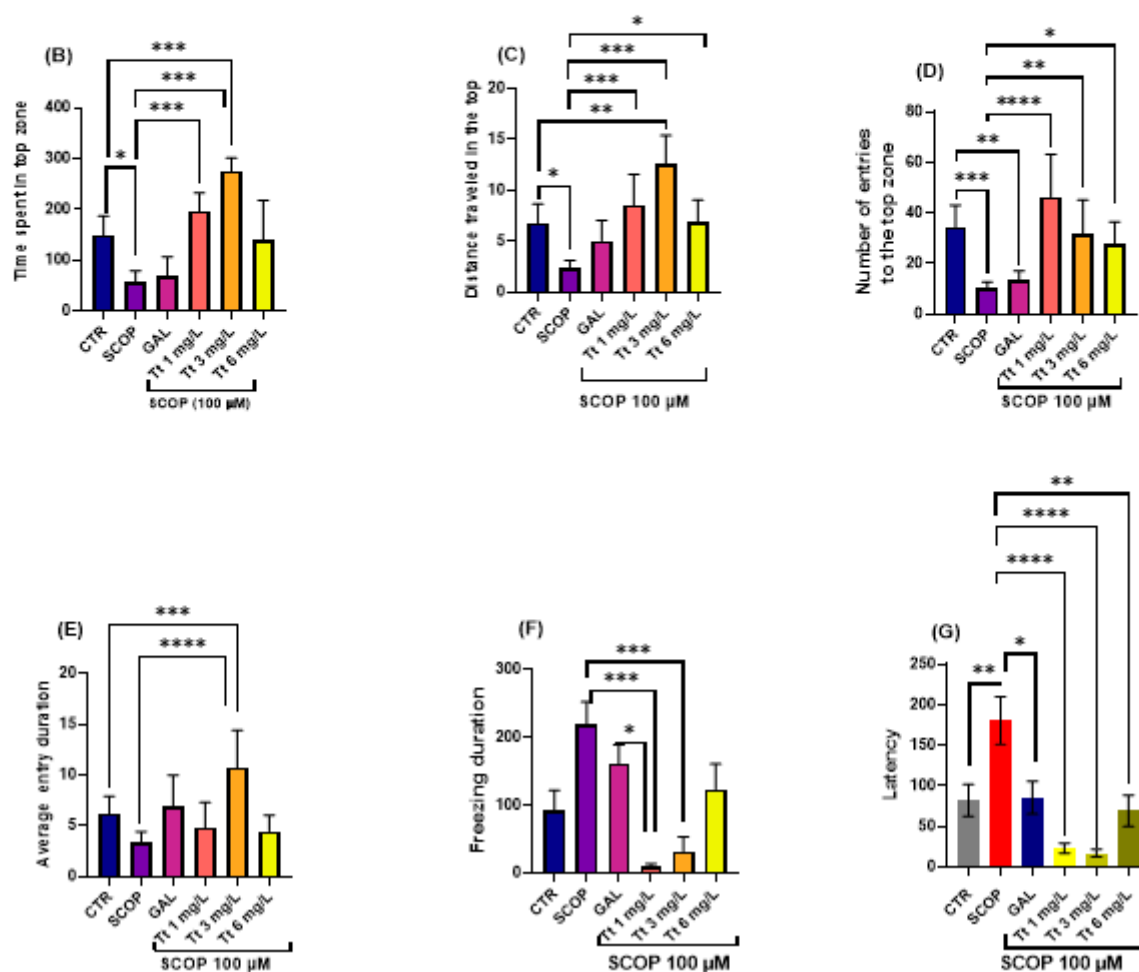 (B)
Time spent in top zone
400
300
200
100
0
***
***
***
*
CTR
SCOP
GAL
Tt 1 mg/L
Tt 3 mg/L
Tt 6 mg/L
SCOP (100 µM)
(C)
Distance traveled in the top
20
15
10
5
0
*
***
***
**
*
CTR
SCOP
GAL
Tt 1 mg/L
Tt 3 mg/L
Tt 6 mg/L
SCOP 100 µM
(D)
Number of entries
to the top zone
80
60
40
20
0
*
**
****
**
***
CTR
SCOP
GAL
Tt 1 mg/L
Tt 3 mg/L
Tt 6 mg/L
SCOP 100 µM
(E)
Average entry duration
20
15
10
5
0
***
****
CTR
SCOP
GAL
Tt 1 mg/L
Tt 3 mg/L
Tt 6 mg/L
SCOP 100 µM
(F)
Freezing duration
300
200
100
0
***
***
*
CTR
SCOP
GAL
Tt 1 mg/L
Tt 3 mg/L
Tt 6 mg/L
SCOP 100 µM
(G)
Latency
250
200
150
100
50
0
**
****
****
*
**
CTR
SCOP
GAL
Tt 1 mg/L
Tt 3 mg/L
Tt 6 mg/L
SCOP 100 µM